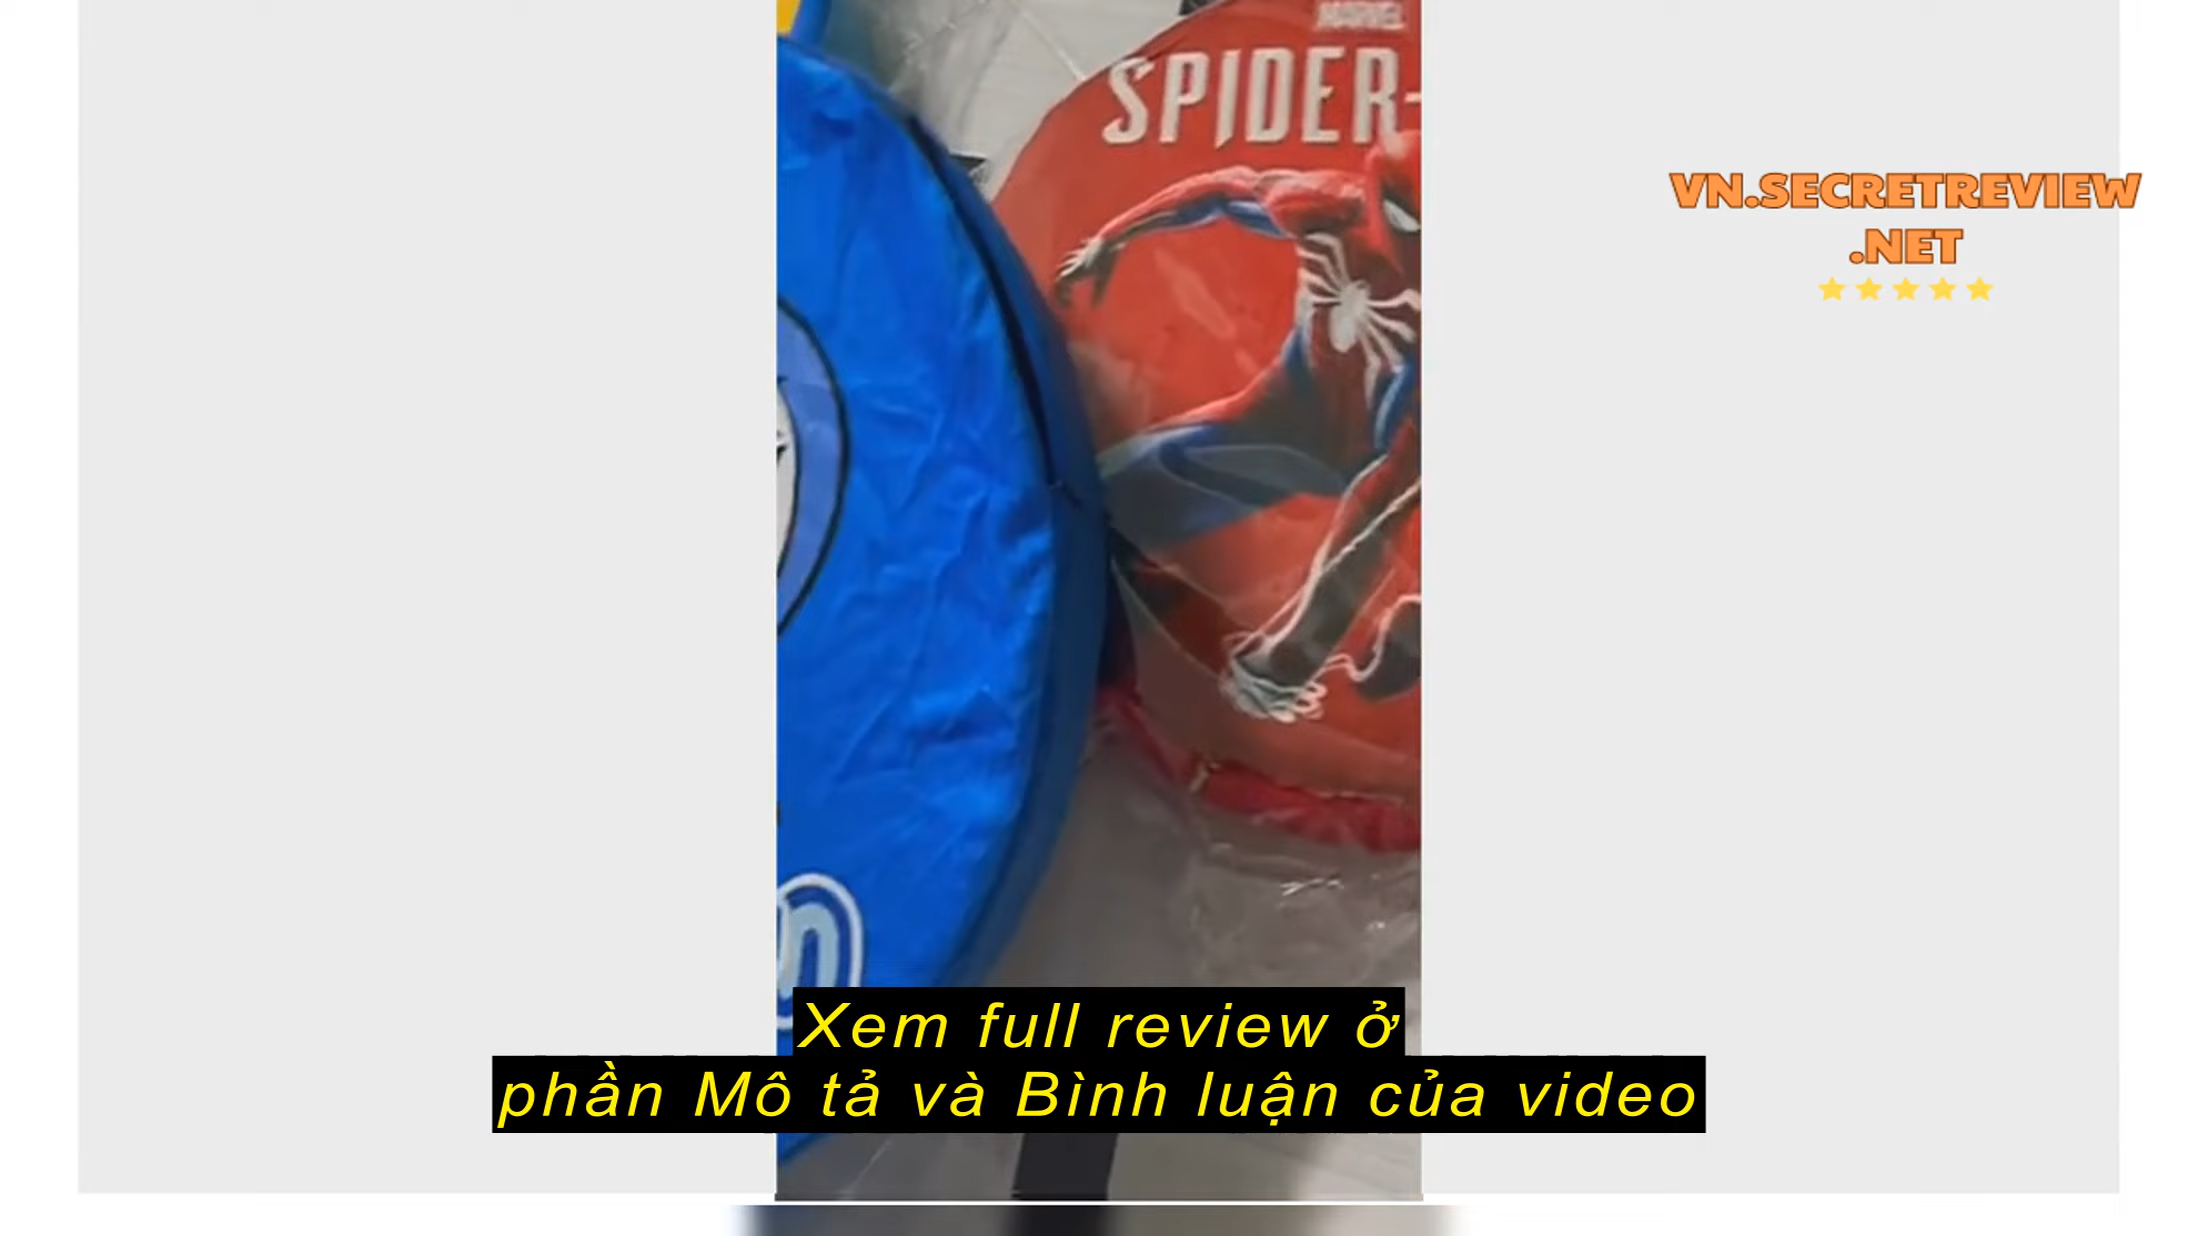 MARVEL
SPIDER-
VN.SECRETREVIEW
.NET
n
Xem full review ở
phần Mô tả và Bình luận của video